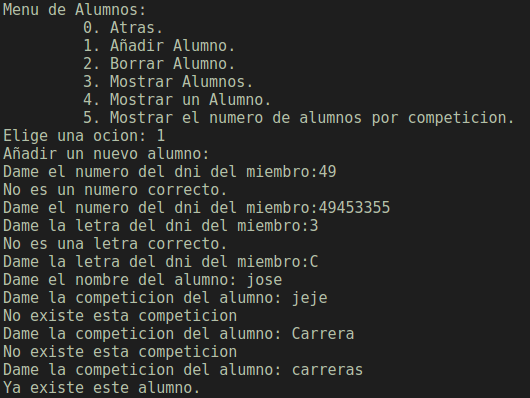 Menu de Alumnos:
0. Atras.
1. Añadir Alumno.
2. Borrar Alumno.
3. Mostrar Alumnos.
4. Mostrar un Alumno.
5. Mostrar el numero de alumnos por competicion.
Elige una ocion: 1
Añadir un nuevo alumno:
Dame el numero del dni del miembro:49
No es un numero correcto.
Dame el numero del dni del miembro:49453355
Dame la letra del dni del miembro:3
No es una letra correcto.
Dame la letra del dni del miembro:C
Dame el nombre del alumno: jose
Dame la competicion del alumno: jeje
No existe esta competicion
Dame la competicion del alumno: Carrera
No existe esta competicion
Dame la competicion del alumno: carreras
Ya existe este alumno.